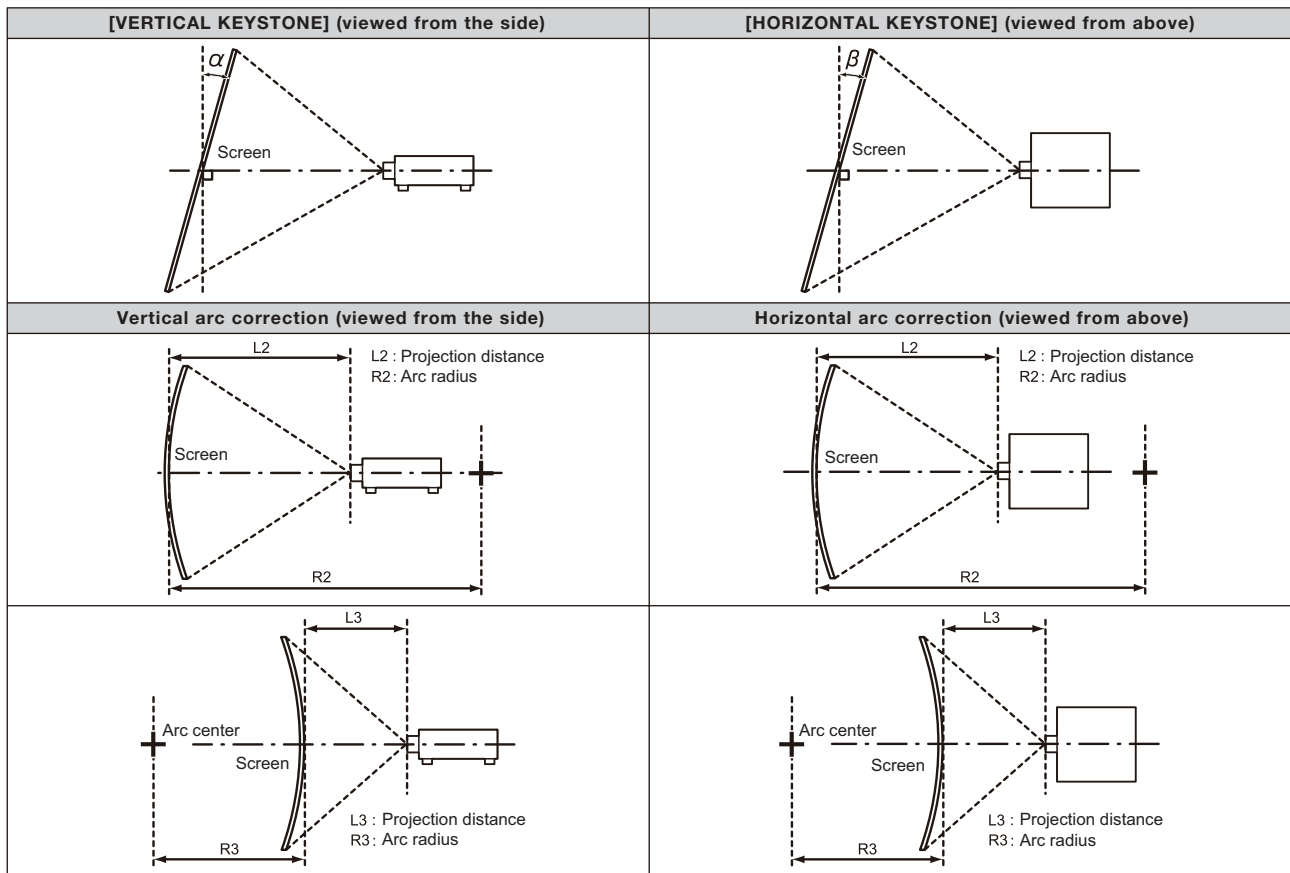 [VERTICAL KEYSTONE] (viewed from the side)
[HORIZONTAL KEYSTONE] (viewed from above)
α
Screen
β
Screen
Vertical arc correction (viewed from the side)
Horizontal arc correction (viewed from above)
L2
L2 : Projection distance
R2 : Arc radius
Screen
R2
L2
L2 : Projection distance
R2 : Arc radius
Screen
R2
L3
Arc center
Screen
L3 : Projection distance
R3 : Arc radius
R3
L3
Arc center
Screen
L3 : Projection distance
R3 : Arc radius
R3